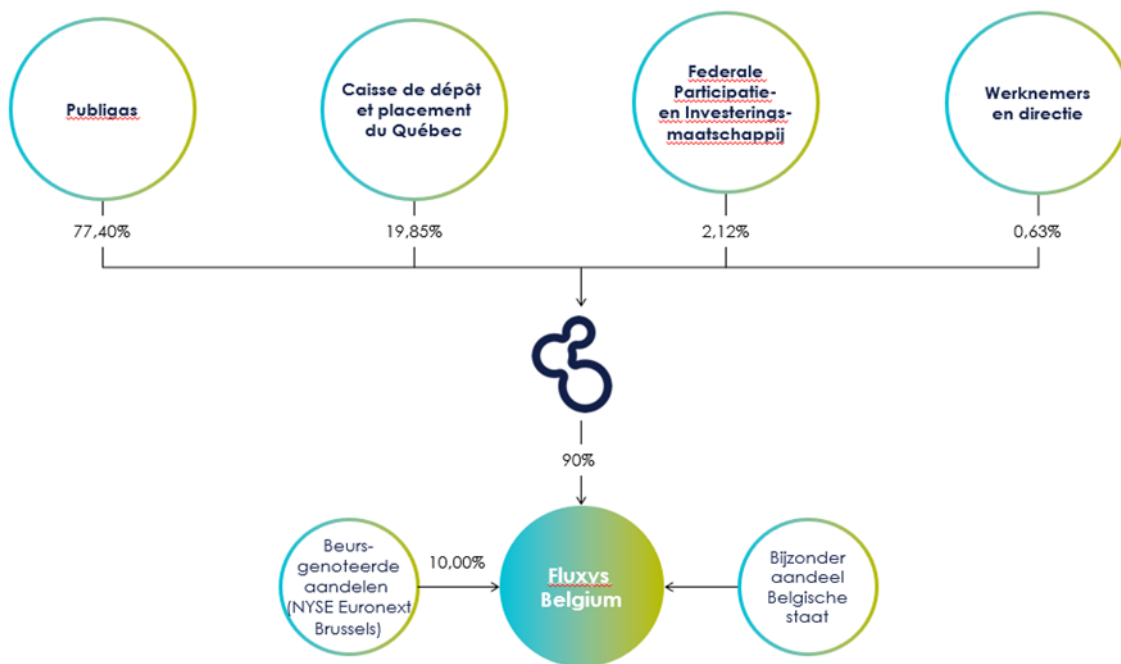 Publigas
Caisse de dépôt
et placement
du Québec
Federale
Participatie-
en Investerings-
maatschappij
Werknemers
en directie
77,40%
19,85%
2,12%
0,63%
90%
Beurs-
genoteerde
aandelen
(NYSE Euronext
Brussels)
10,00%
Fluxys
Belgium
Bijzonder
aandeel
Belgische
staat